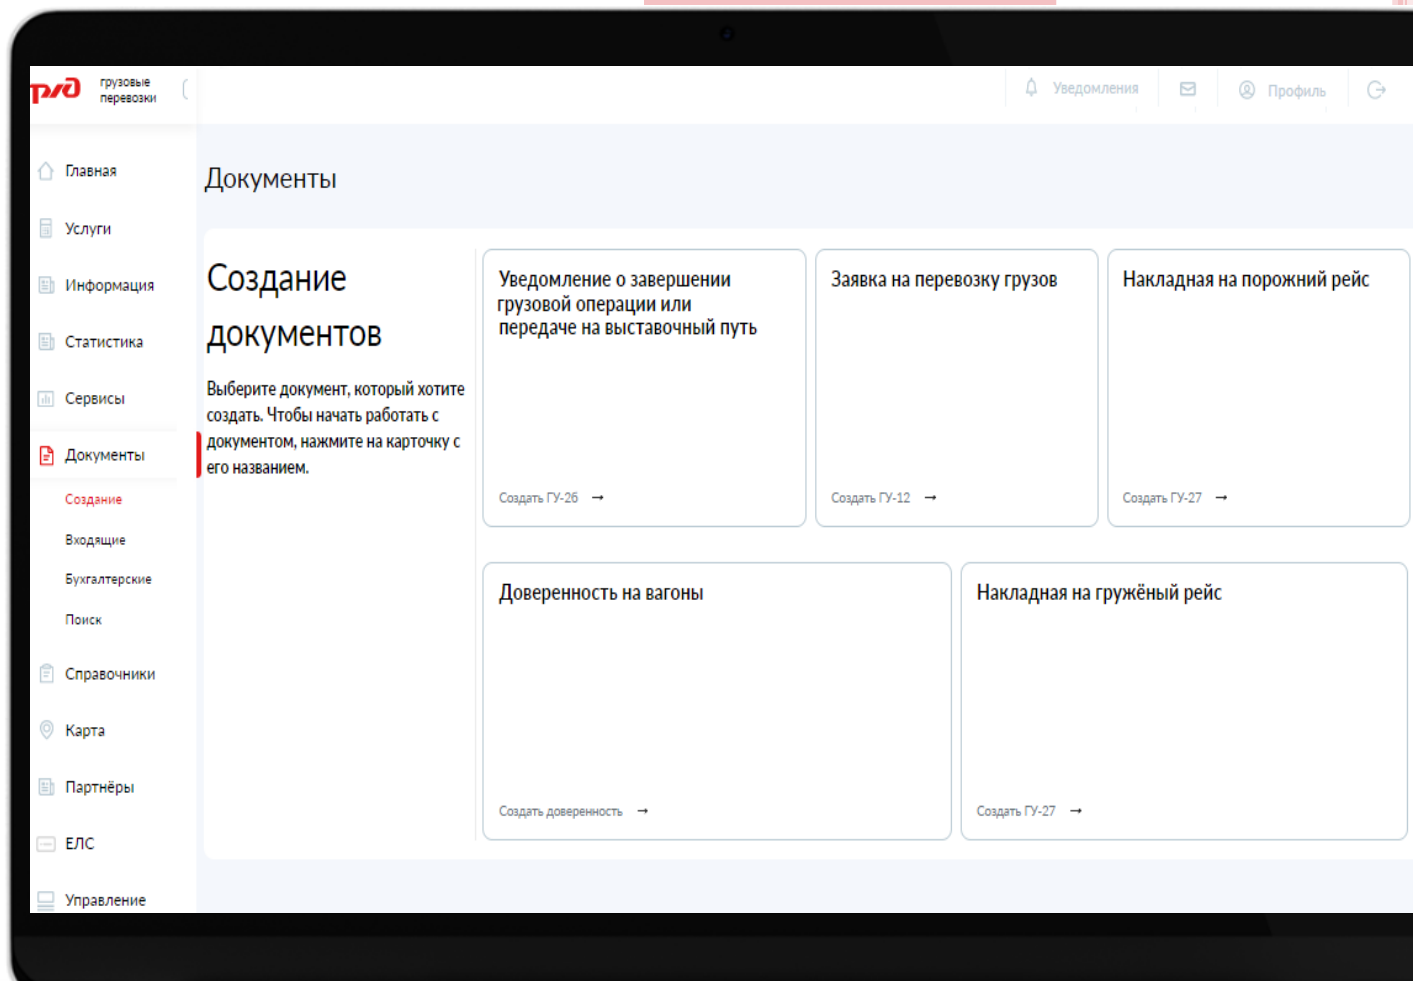 ржд
грузовые
перевозки
Уведомления
Профиль
Главная
Услуги
Информация
Статистика
Сервисы
Документы
Создание
Входящие
Бухгалтерские
Поиск
Справочники
Карта
Партнёры
ЕЛС
Управление
Документы
Создание
документов
Выберите документ, который хотите
создать. Чтобы начать работать с
документом, нажмите на карточку с
его названием.
Уведомление о завершении
грузовой операции или
передаче на выставочный путь
Создать ГУ-2б →
Заявка на перевозку грузов
Создать ГУ-12 →
Накладная на порожний рейс
Создать ГУ-27 →
Доверенность на вагоны
Создать доверенность →
Накладная на гружёный рейс
Создать ГУ-27 →